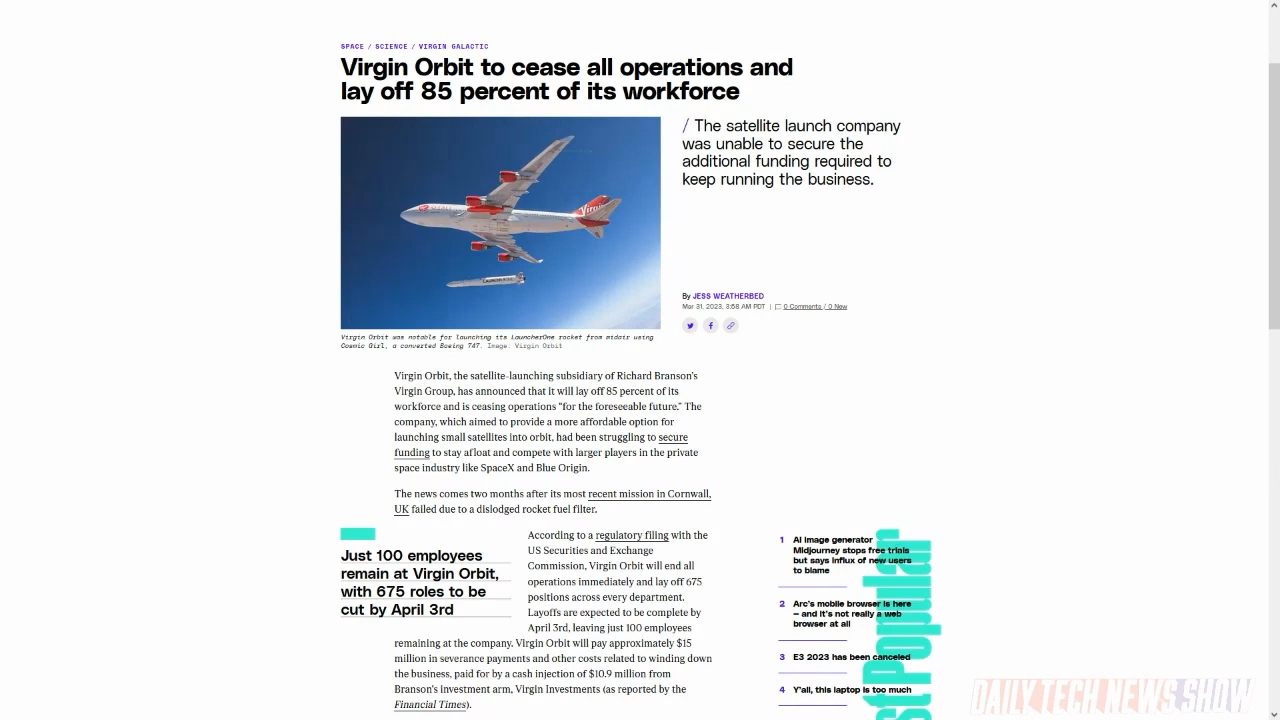 SPACE / SCIENCE / VIRGIN GALACTIC
Virgin Orbit to cease all operations and
lay off 85 percent of its workforce
/ The satellite launch company
was unable to secure the
additional funding required to
keep running the business.
By JESS WEATHERBED
Mar 31, 2023, 3:58 AM PDT | 0 Comments / 0 New
Virgin Orbit was notable for launching its LauncherOne rocket from midair using
Cosmic Girl, a converted Boeing 747. Image: Virgin Orbit
Virgin Orbit, the satellite-launching subsidiary of Richard Branson's
Virgin Group, has announced that it will lay off 85 percent of its
workforce and is ceasing operations “for the foreseeable future.” The
company, which aimed to provide a more affordable option for
launching small satellites into orbit, had been struggling to secure
funding to stay afloat and compete with larger players in the private
space industry like SpaceX and Blue Origin.
The news comes two months after its most recent mission in Cornwall,
UK failed due to a dislodged rocket fuel filter.
Just 100 employees
remain at Virgin Orbit,
with 675 roles to be
cut by April 3rd
According to a regulatory filing with the
US Securities and Exchange
Commission, Virgin Orbit will end all
operations immediately and lay off 675
positions across every department.
Layoffs are expected to be complete by
April 3rd, leaving just 100 employees
remaining at the company. Virgin Orbit will pay approximately $15
million in severance payments and other costs related to winding down
the business, paid for by a cash injection of $10.9 million from
Branson's investment arm, Virgin Investments (as reported by the
Financial Times).
st Popular
1 AI image generator
Midjourney stops free trials
but says influx of new users
to blame
2 Arc's mobile browser is here
– and it's not really a web
browser at all
3 E3 2023 has been canceled
4 Y'all, this laptop is too much
DAILY TECH NEWS SHOW